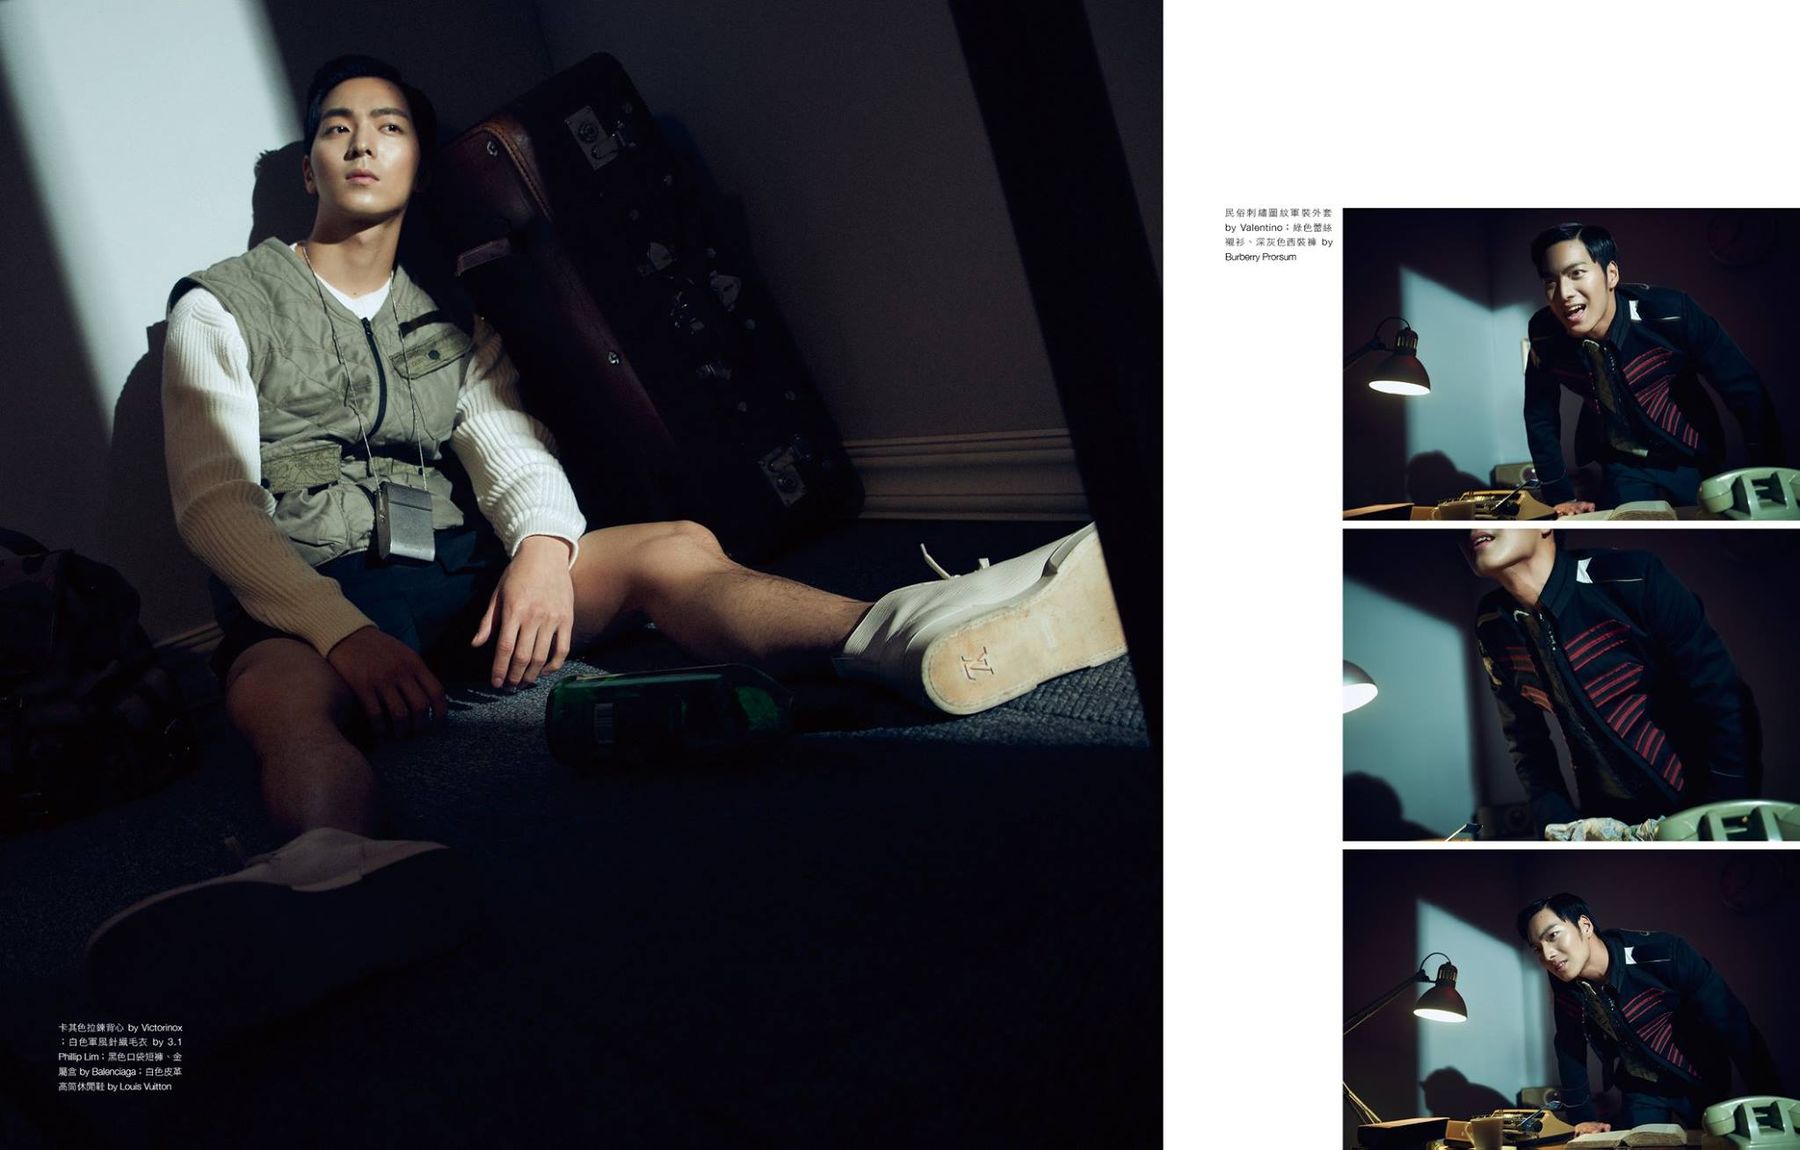 卡其色拉鍊背心 by Victorinox
；白色軍風針織毛衣 by 3.1
Phillip Lim；黑色口袋短褲、金
屬盒 by Balenciaga；白色皮革
高筒休閒鞋 by Louis Vuitton
LV
民俗刺繡圖紋軍裝外套
by Valentino；綠色蕾絲
襯衫、深灰色西裝褲 by
Burberry Prorsum